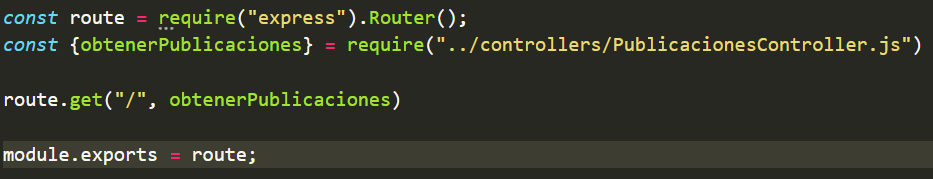 const route = require("express").Router();
const {obtenerPublicaciones} = require("../controllers/PublicacionesController.js")
route.get("/", obtenerPublicaciones)
module.exports = route;